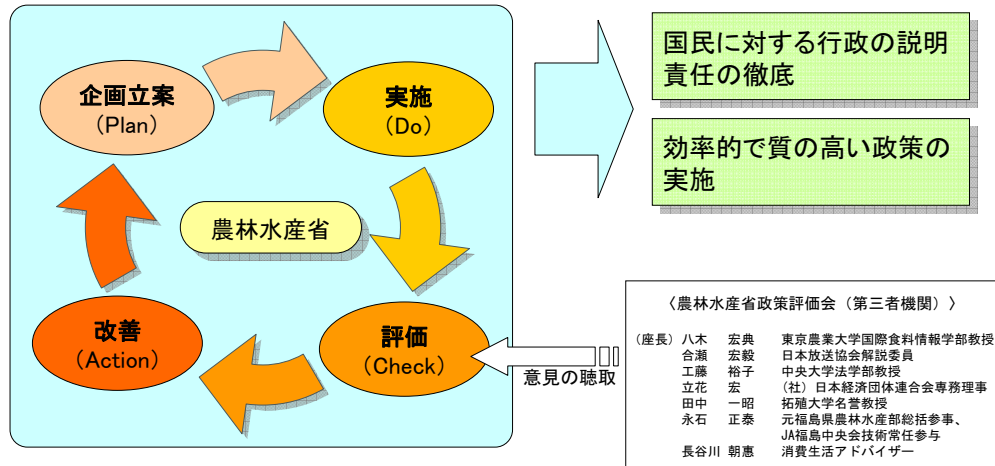 企画立案
(Plan)
実施
(Do)
農林水産省
改善
(Action)
評価
(Check)
国民に対する行政の説明
責任の徹底
効率的で質の高い政策の
実施
意見の聴取
〈農林水産省政策評価会（第三者機関）〉
（座長）八木 宏典 東京農業大学国際食料情報学部教授
合瀬 宏毅 日本放送協会解説委員
工藤 裕子 中央大学法学部教授
立花 宏 （社）日本経済団体連合会専務理事
田中 一昭 拓殖大学名誉教授
永石 正泰 元福島県農林水産部総括参事、
JA福島中央会技術常任参与
長谷川 朝惠 消費生活アドバイザー